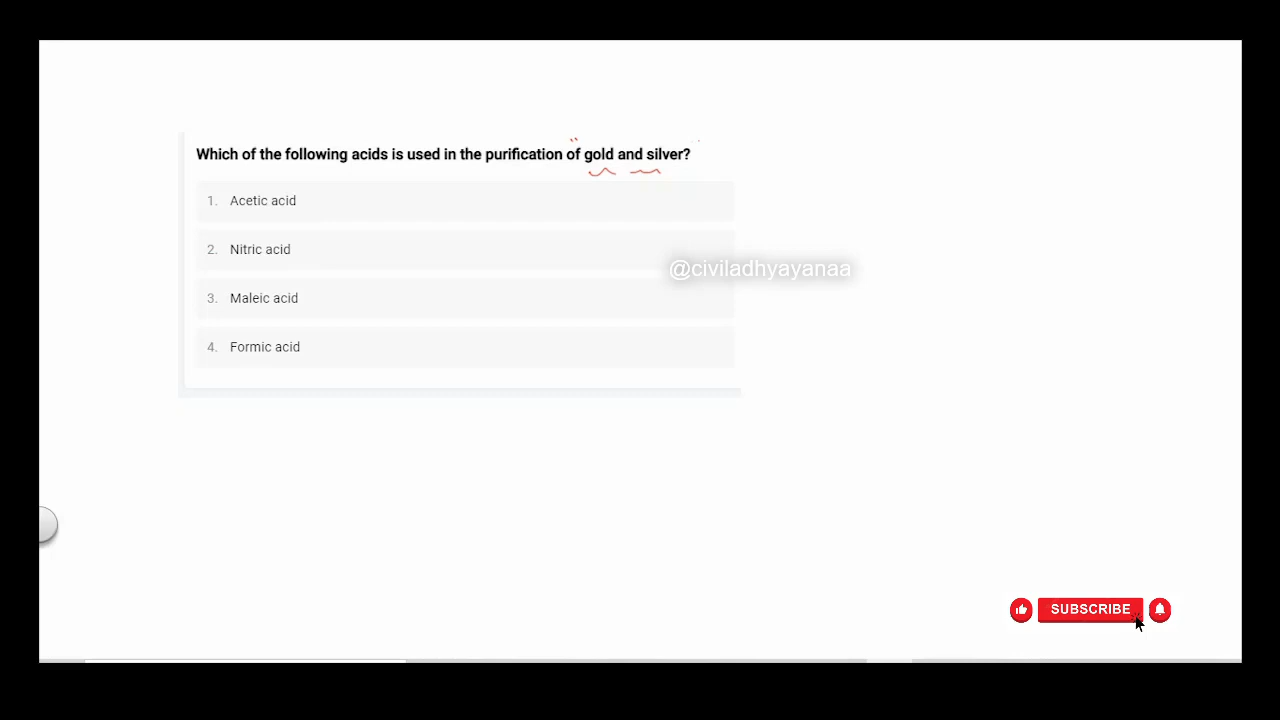 Which of the following acids is used in the purification of gold and silver?
1. Acetic acid
2. Nitric acid
@civiladhyayanaa
3. Maleic acid
4. Formic acid
SUBSCRIBE